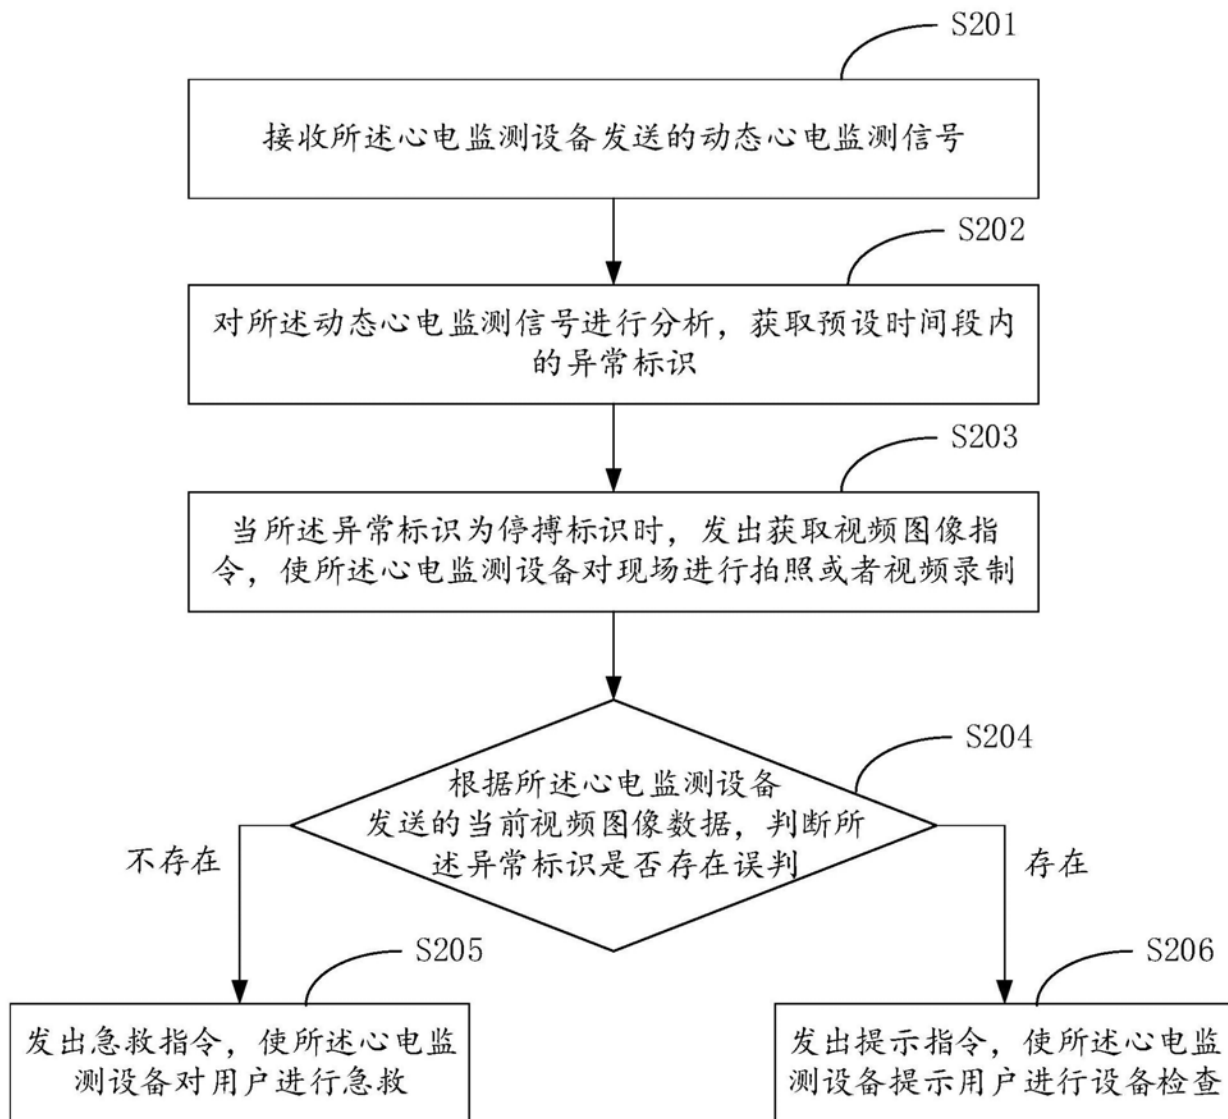 S201
接收所述心电监测设备发送的动态心电监测信号
S202
对所述动态心电监测信号进行分析，获取预设时间段内
的异常标识
S203
当所述异常标识为停搏标识时，发出获取视频图像指
令，使所述心电监测设备对现场进行拍照或者视频录制
S204
根据所述心电监测设备
发送的当前视频图像数据，判断所
述异常标识是否存在误判
不存在
存在
S205
发出急救指令，使所述心电监
测设备对用户进行急救
S206
发出提示指令，使所述心电监
测设备提示用户进行设备检查